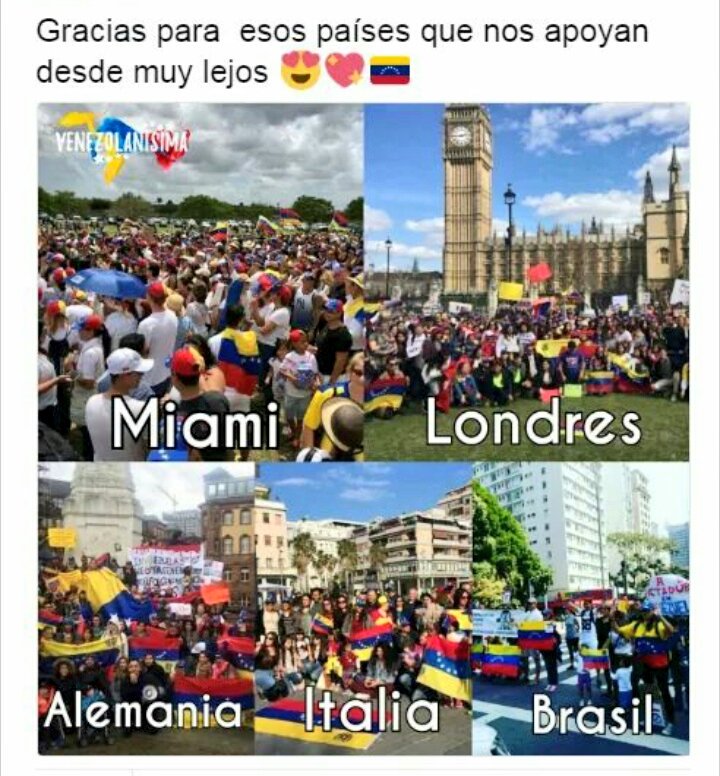 Gracias para esos países que nos apoyan
desde muy lejos 😍💖🇻🇪
VENEZOLANISIMA
Miami
Londres
Alemania
Italia
Brasil